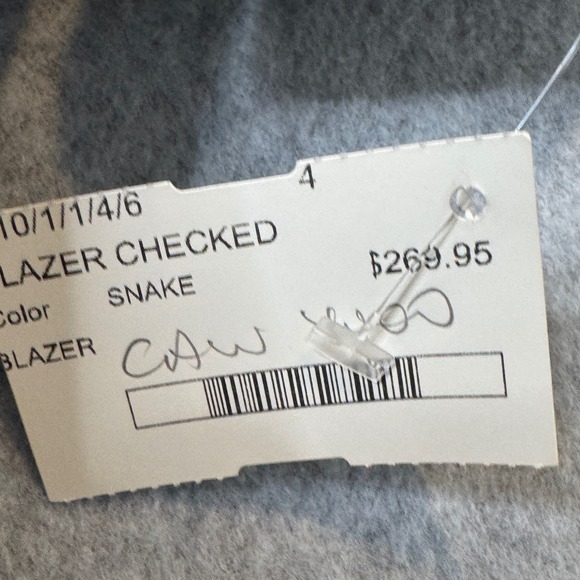 10/1/1/4/6
4
LAZER CHECKED
$269.95
Color SNAKE
BLAZER CAW